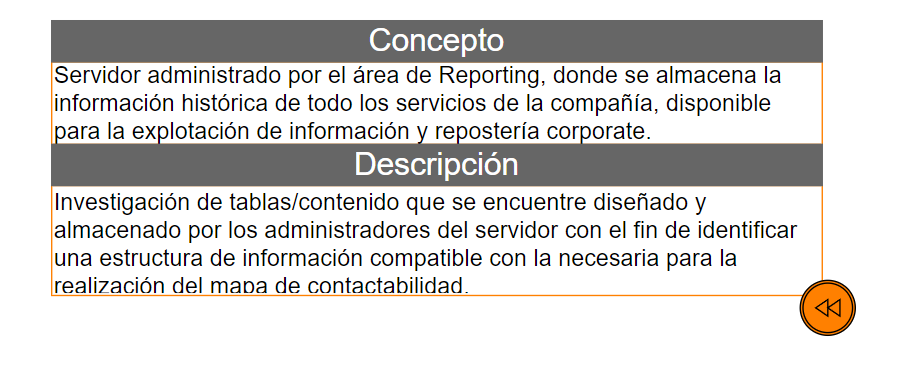 Concepto
Servidor administrado por el área de Reporting, donde se almacena la
información histórica de todo los servicios de la compañía, disponible
para la explotación de información y repostería corporate.
Descripción
Investigación de tablas/contenido que se encuentre diseñado y
almacenado por los administradores del servidor con el fin de identificar
una estructura de información compatible con la necesaria para la
realización del mapa de contactabilidad.